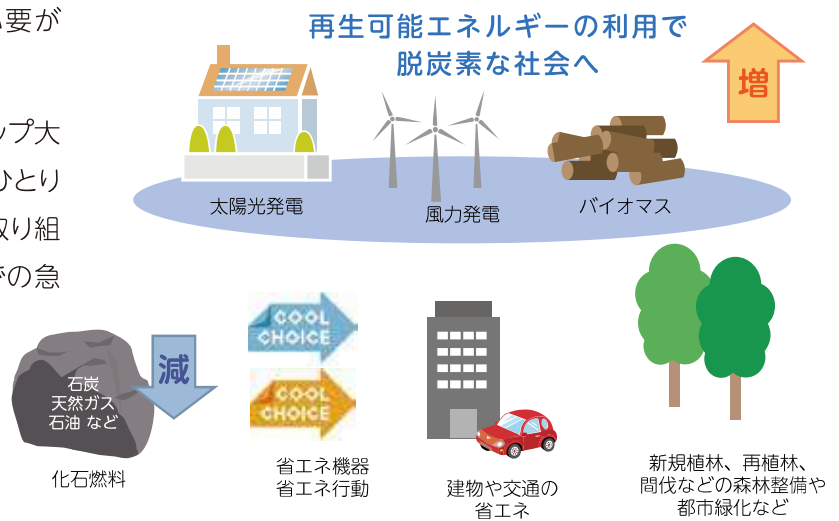 要が
ップ大
ひとり
取り組
での急
再生可能エネルギーの利用で
脱炭素な社会へ
増
太陽光発電
風力発電
バイオマス
石炭
天然ガス
石油 など
減
化石燃料
COOL
CHOICE
COOL
CHOICE
省エネ機器
省エネ行動
建物や交通の
省エネ
新規植林、再植林、
間伐などの森林整備や
都市緑化など